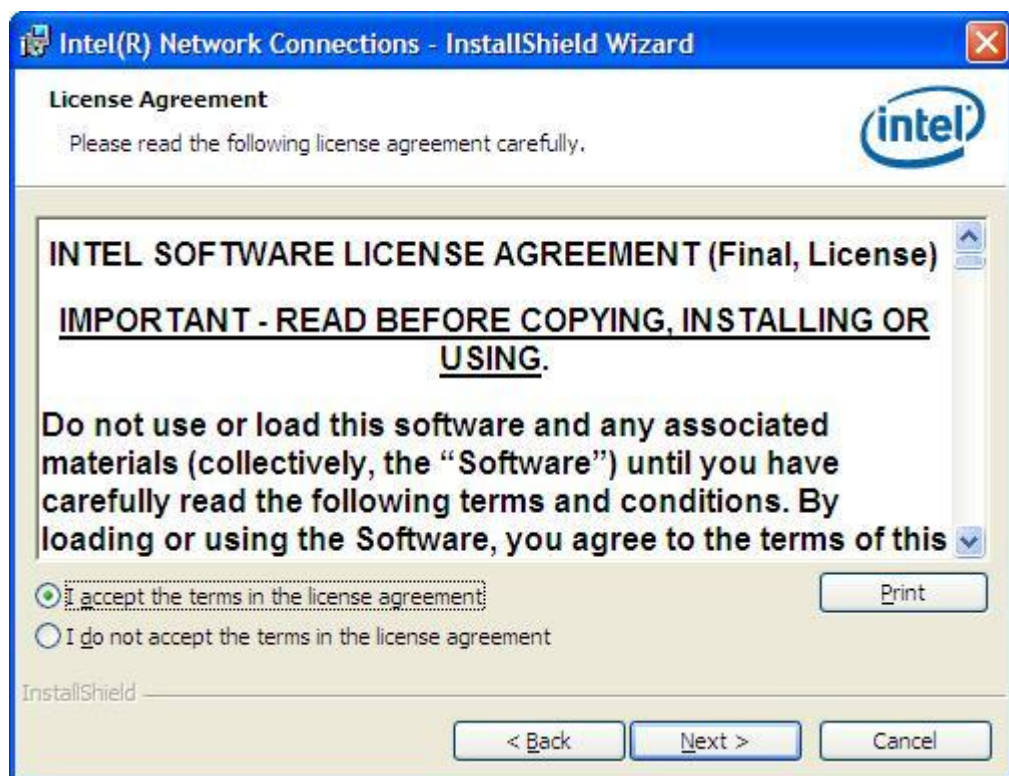 Intel(R) Network Connections - InstallShield Wizard
License Agreement
Please read the following license agreement carefully.
intel
INTEL SOFTWARE LICENSE AGREEMENT (Final, License)
IMPORTANT - READ BEFORE COPYING, INSTALLING OR
USING.
Do not use or load this software and any associated
materials (collectively, the “Software”) until you have
carefully read the following terms and conditions. By
loading or using the Software, you agree to the terms of this
I accept the terms in the license agreement
Print
I do not accept the terms in the license agreement
InstallShield
< Back
Next >
Cancel